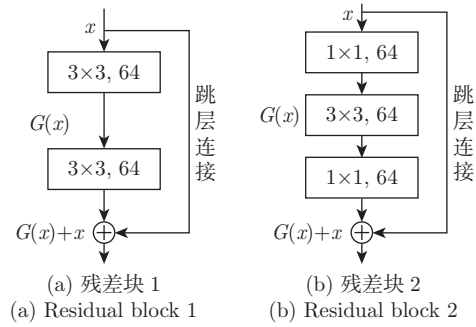 x
3×3, 64
G(x)
3×3, 64
G(x)+x
跳层连接
(a) 残差块 1
(a) Residual block 1
x
1×1, 64
G(x)
3×3, 64
1×1, 64
G(x)+x
跳层连接
(b) 残差块 2
(b) Residual block 2